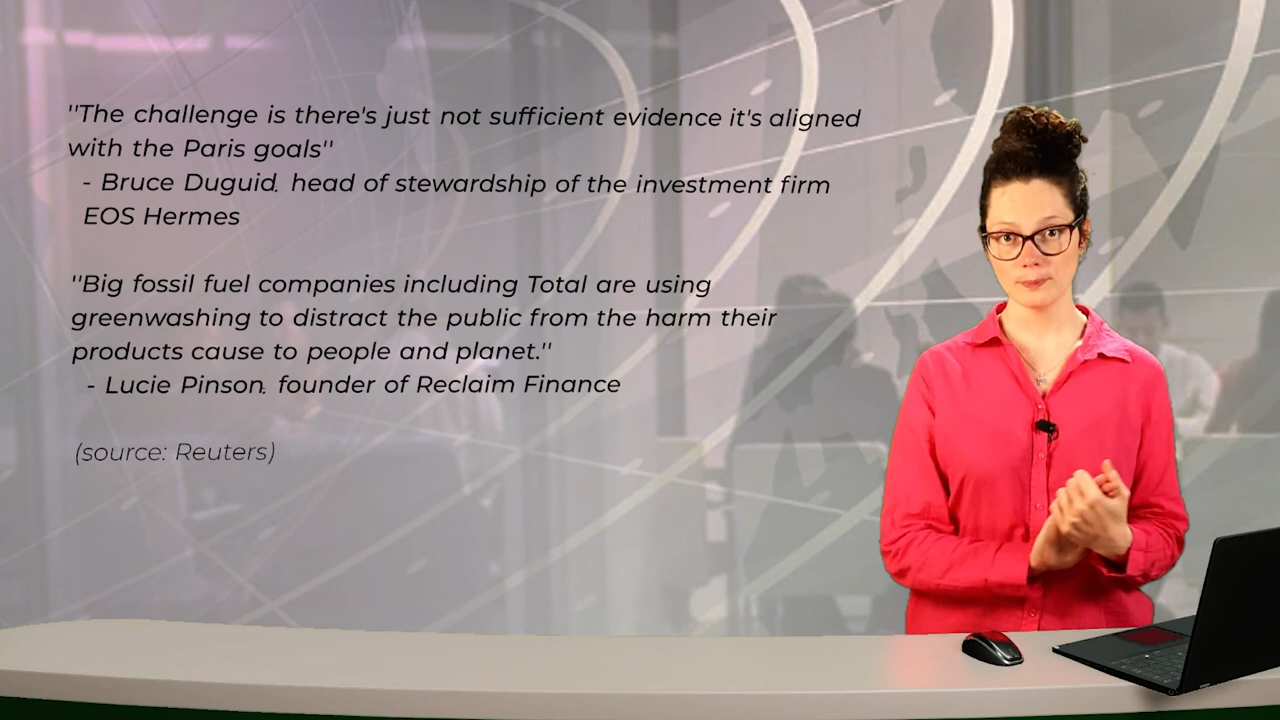 "The challenge is there's just not sufficient evidence it's aligned
with the Paris goals"
- Bruce Duguid, head of stewardship of the investment firm
EOS Hermes
"Big fossil fuel companies including Total are using
greenwashing to distract the public from the harm their
products cause to people and planet."
- Lucie Pinson, founder of Reclaim Finance
(source: Reuters)